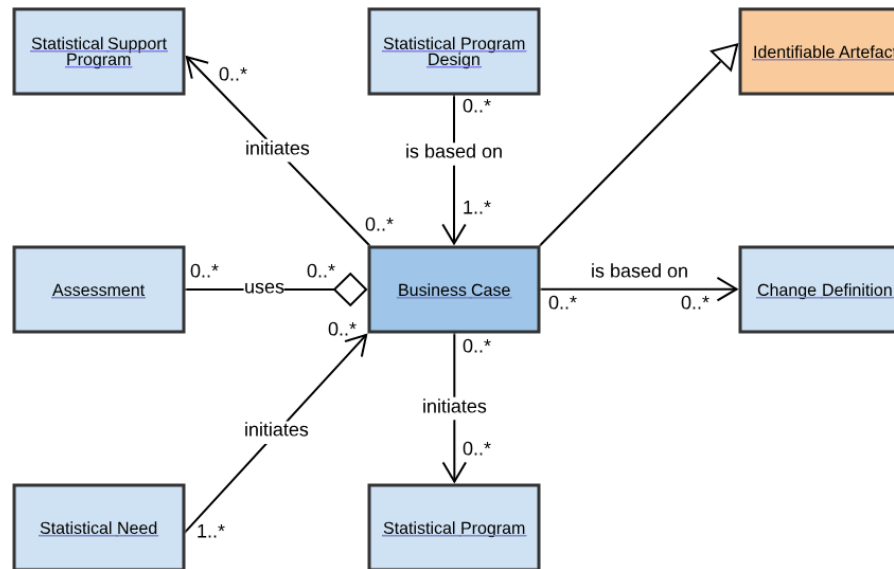 Statistical Support
Program
Statistical Program
Design
Identifiable Artefact
0..*
0..*
initiates
is based on
0..*
1..*
Assessment
0..*
uses
0..*
Business Case
is based on
0..*
0..*
Change Definition
0..*
0..*
initiates
initiates
0..*
Statistical Need
1..*
Statistical Program